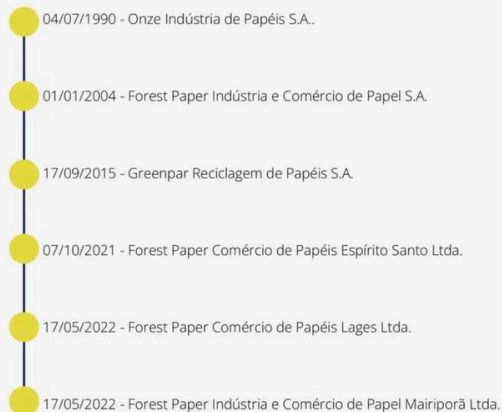 04/07/1990 - Onze Indústria de Papéis S.A..
01/01/2004 - Forest Paper Indústria e Comércio de Papel S.A.
17/09/2015 - Greenpar Reciclagem de Papéis S.A.
07/10/2021 - Forest Paper Comércio de Papéis Espírito Santo Ltda.
17/05/2022 - Forest Paper Comércio de Papéis Lages Ltda.
17/05/2022 - Forest Paper Indústria e Comércio de Papel Mairiporã Ltda.